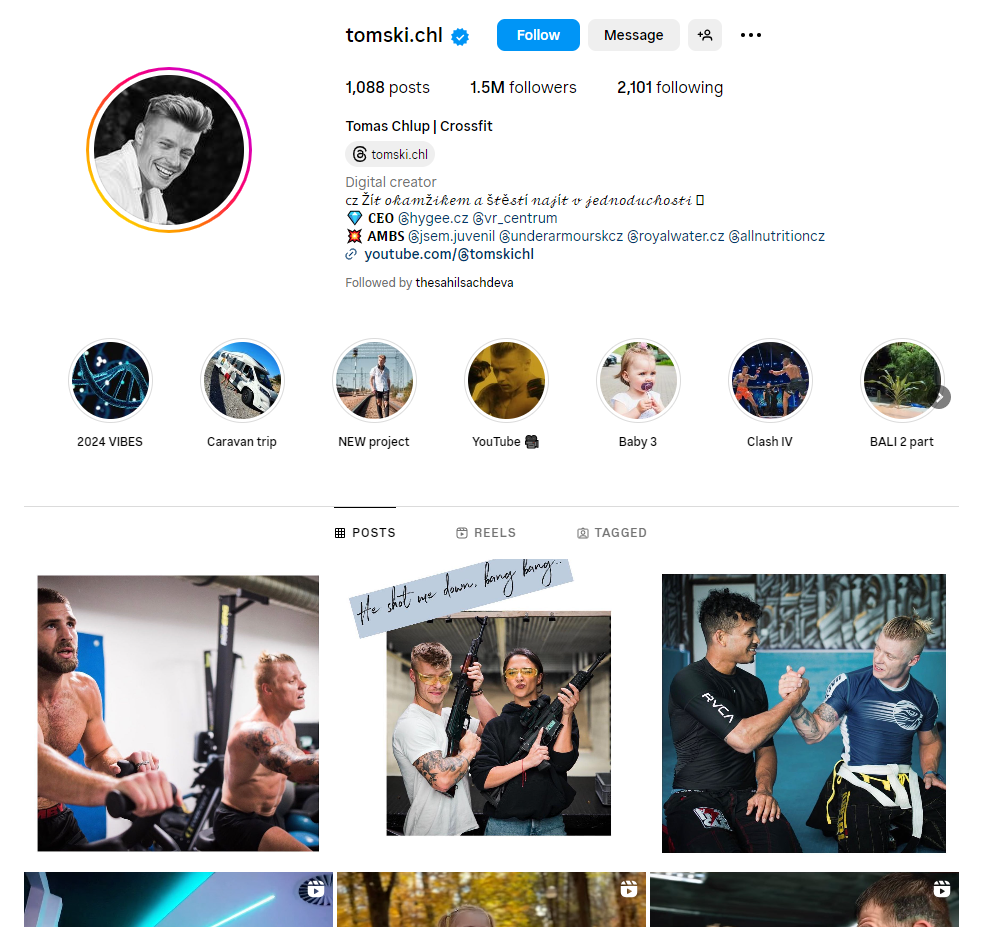 tomski.chl Follow Message
1,088 posts 1.5M followers 2,101 following
Tomas Chlup | Crossfit
tomski.chl
Digital creator
cz Žít okamžikem a štěstí najít v jednoduchosti
💎 CEO @hygee.cz @vr_centrum
💥 AMBS @jsem.juvenil @underarmourskcz @royalwater.cz @allnutritioncz
youtube.com/@tomskichl
Followed by thesahilsachdeva
2024 VIBES Caravan trip NEW project YouTube 🎥 Baby 3 Clash IV BALI 2 part
POSTS REELS TAGGED
He shot me down, bang bang..
RVCA